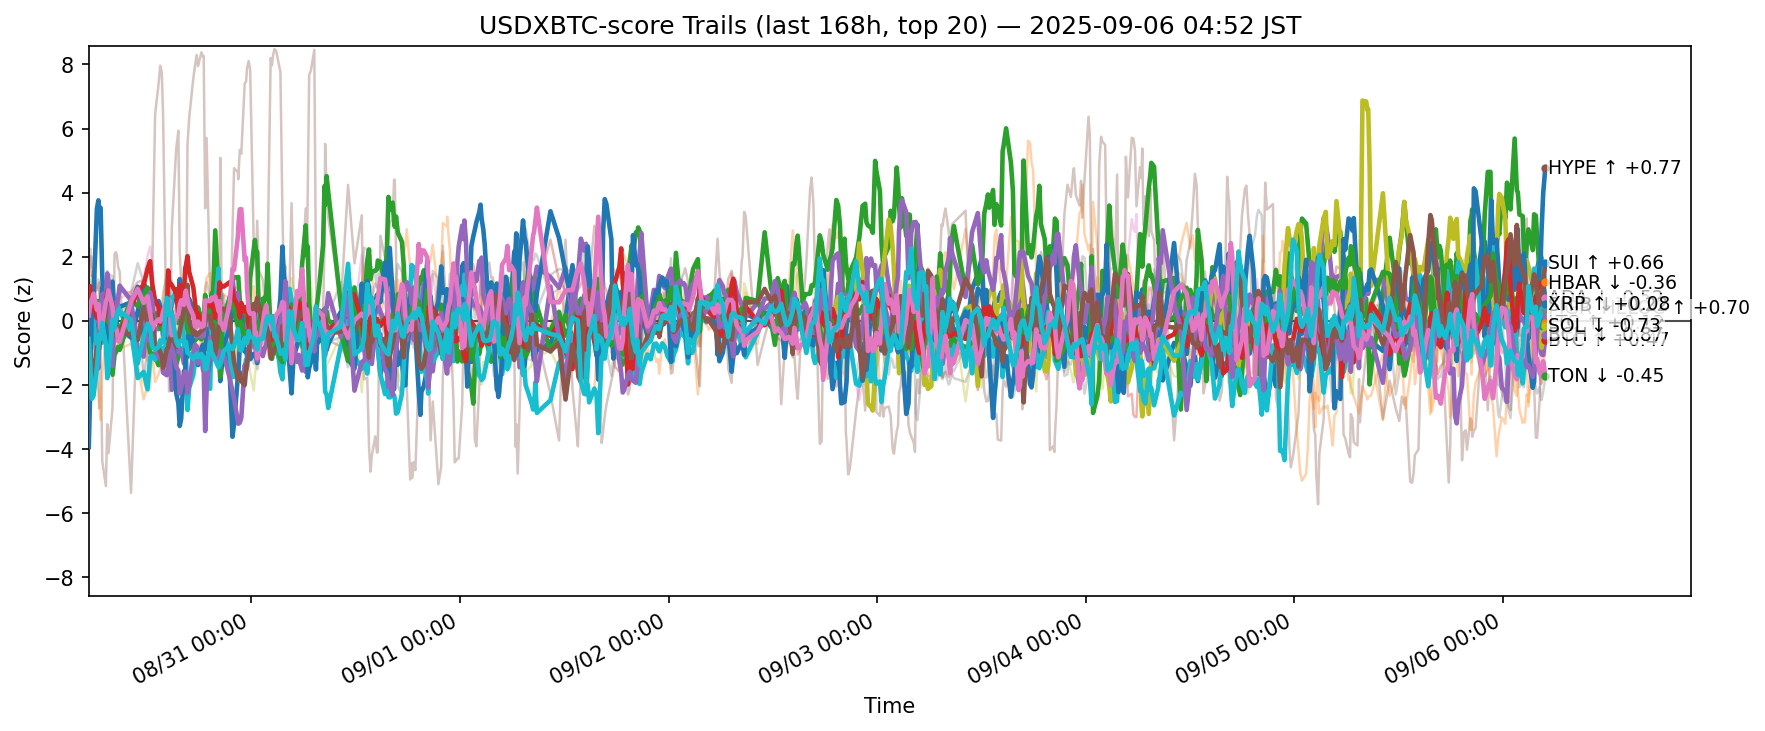 USDXBTC-score Trails (last 168h, top 20) — 2025-09-06 04:52 JST
Score (z)
8
6
4
2
0
−2
−4
−6
−8
HYPE ↑ +0.77
SUI ↑ +0.66
HBAR ↓ -0.36
XRP ↑ +0.08
↑ +0.70
SOL ↓ -0.73
TON ↓ -0.45
08/31 00:00
09/01 00:00
09/02 00:00
09/03 00:00
09/04 00:00
09/05 00:00
09/06 00:00
Time